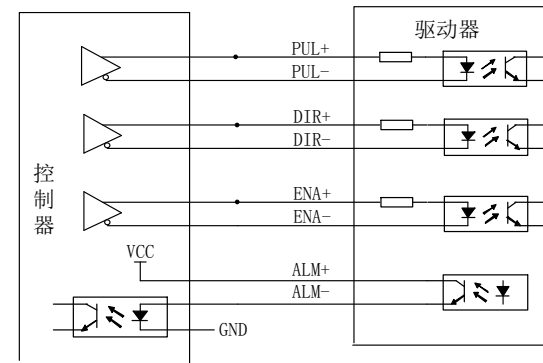 驱动器
PUL+
PUL-
DIR+
DIR-
控制器
ENA+
ENA-
VCC
ALM+
ALM-
GND